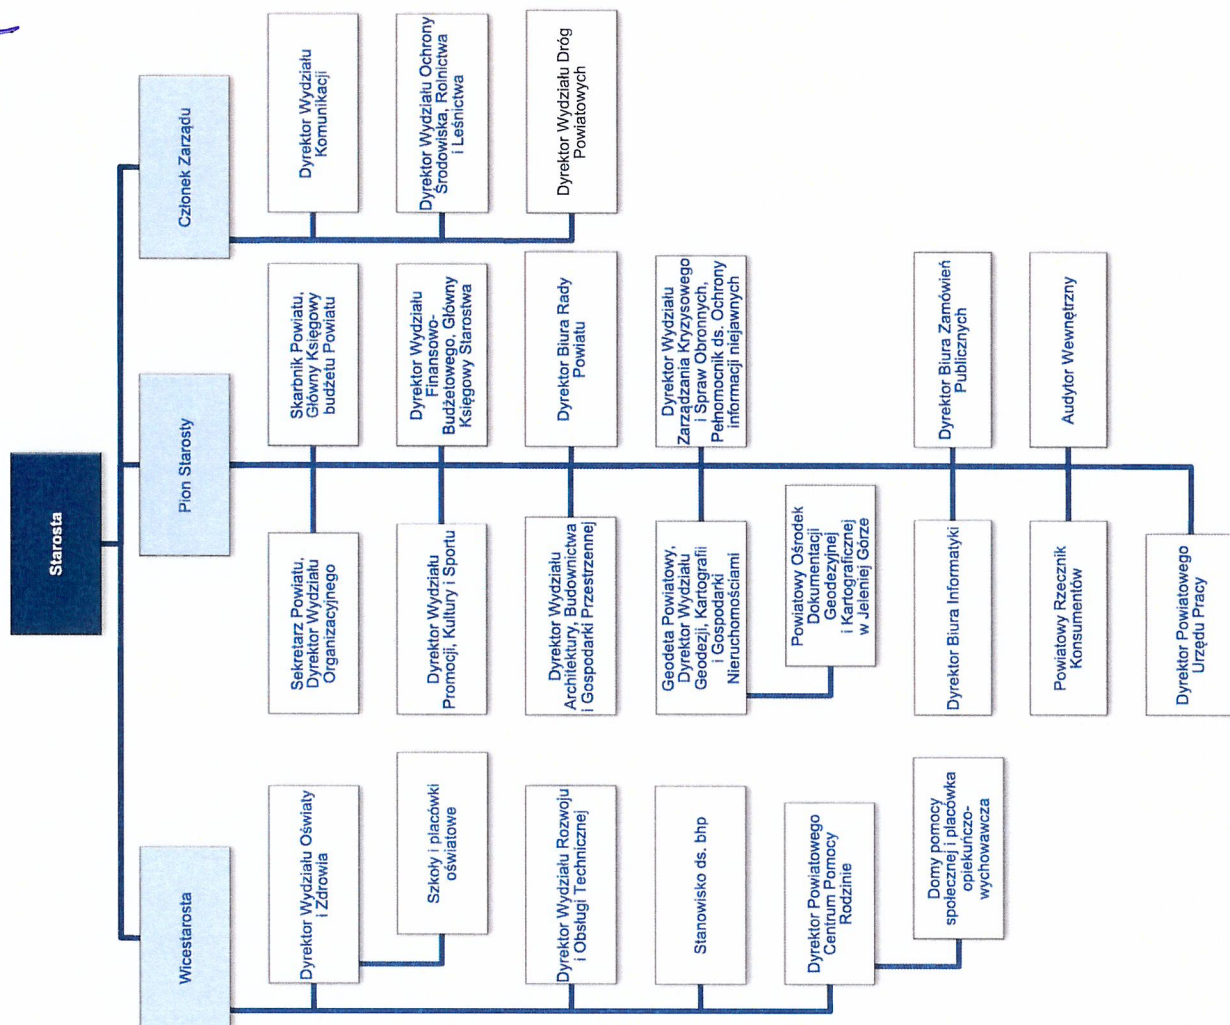 Starosta
Wicestarosta
Pion Starosty
Członek Zarządu
Dyrektor Wydziału Oświaty
i Zdrowia
Szkoły i placówki
oświatowe
Dyrektor Wydziału Rozwoju
i Obsługi Technicznej
Stanowisko ds. bhp
Dyrektor Powiatowego
Centrum Pomocy
Rodzinie
Domy pomocy
społecznej i placówka
opiekuńczo-
wychowawcza
Sekretarz Powiatu,
Dyrektor Wydziału
Organizacyjnego
Skarbnik Powiatu,
Główny Księgowy
budżetu Powiatu
Dyrektor Wydziału
Promocji, Kultury i Sportu
Dyrektor Wydziału
Finansowo-
Budżetowego, Główny
Księgowy Starostwa
Dyrektor Wydziału
Architektury, Budownictwa
i Gospodarki Przestrzennej
Dyrektor Biura Rady
Powiatu
Geodeta Powiatowy,
Dyrektor Wydziału
Geodezji, Kartografii
i Gospodarki
Nieruchomościami
Dyrektor Wydziału
Zarządzania Kryzysowego
i Spraw Obronnych,
Pełnomocnik ds. Ochrony
informacji niejawnych
Powiatowy Ośrodek
Dokumentacji
Geodezyjnej
i Kartograficznej
w Jeleniej Górze
Dyrektor Biura Informatyki
Dyrektor Biura Zamówień
Publicznych
Powiatowy Rzecznik
Konsumentów
Audytor Wewnętrzny
Dyrektor Powiatowego
Urzędu Pracy
Dyrektor Wydziału
Komunikacji
Dyrektor Wydziału Ochrony
Środowiska, Rolnictwa
i Leśnictwa
Dyrektor Wydziału Dróg
Powiatowych